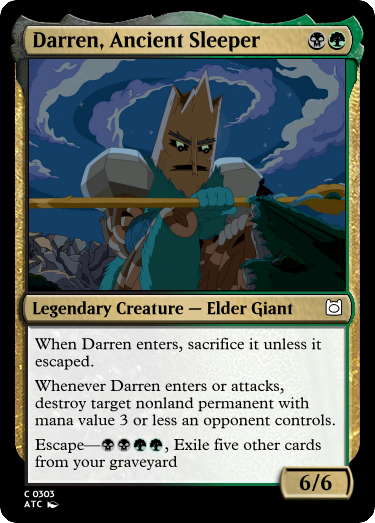 Darren, Ancient Sleeper
Legendary Creature — Elder Giant
When Darren enters, sacrifice it unless it
escaped.
Whenever Darren enters or attacks,
destroy target nonland permanent with
mana value 3 or less an opponent controls.
Escape—, Exile five other cards
from your graveyard
6/6
C 0303
ATC